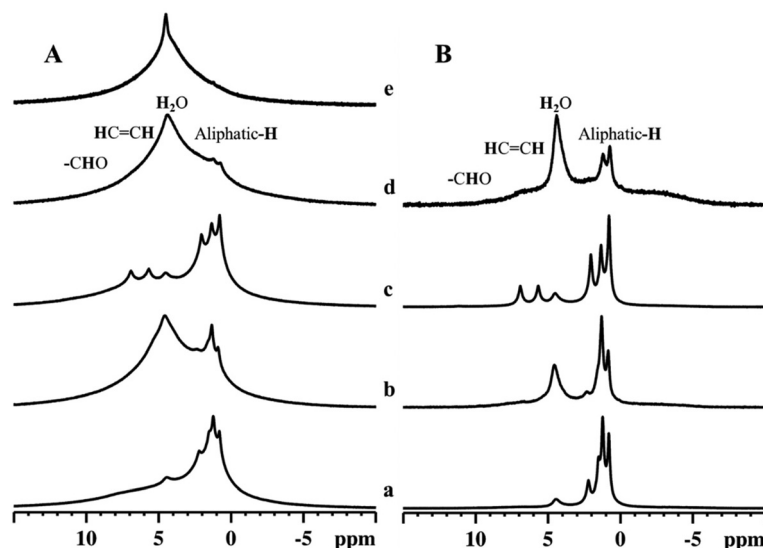 A
B
e
H₂O
HC=CH
Aliphatic-H
-CHO
d
H₂O
HC=CH
Aliphatic-H
-CHO
c
b
a
10 5 0 ppm
15 10 5 0 -5 ppm